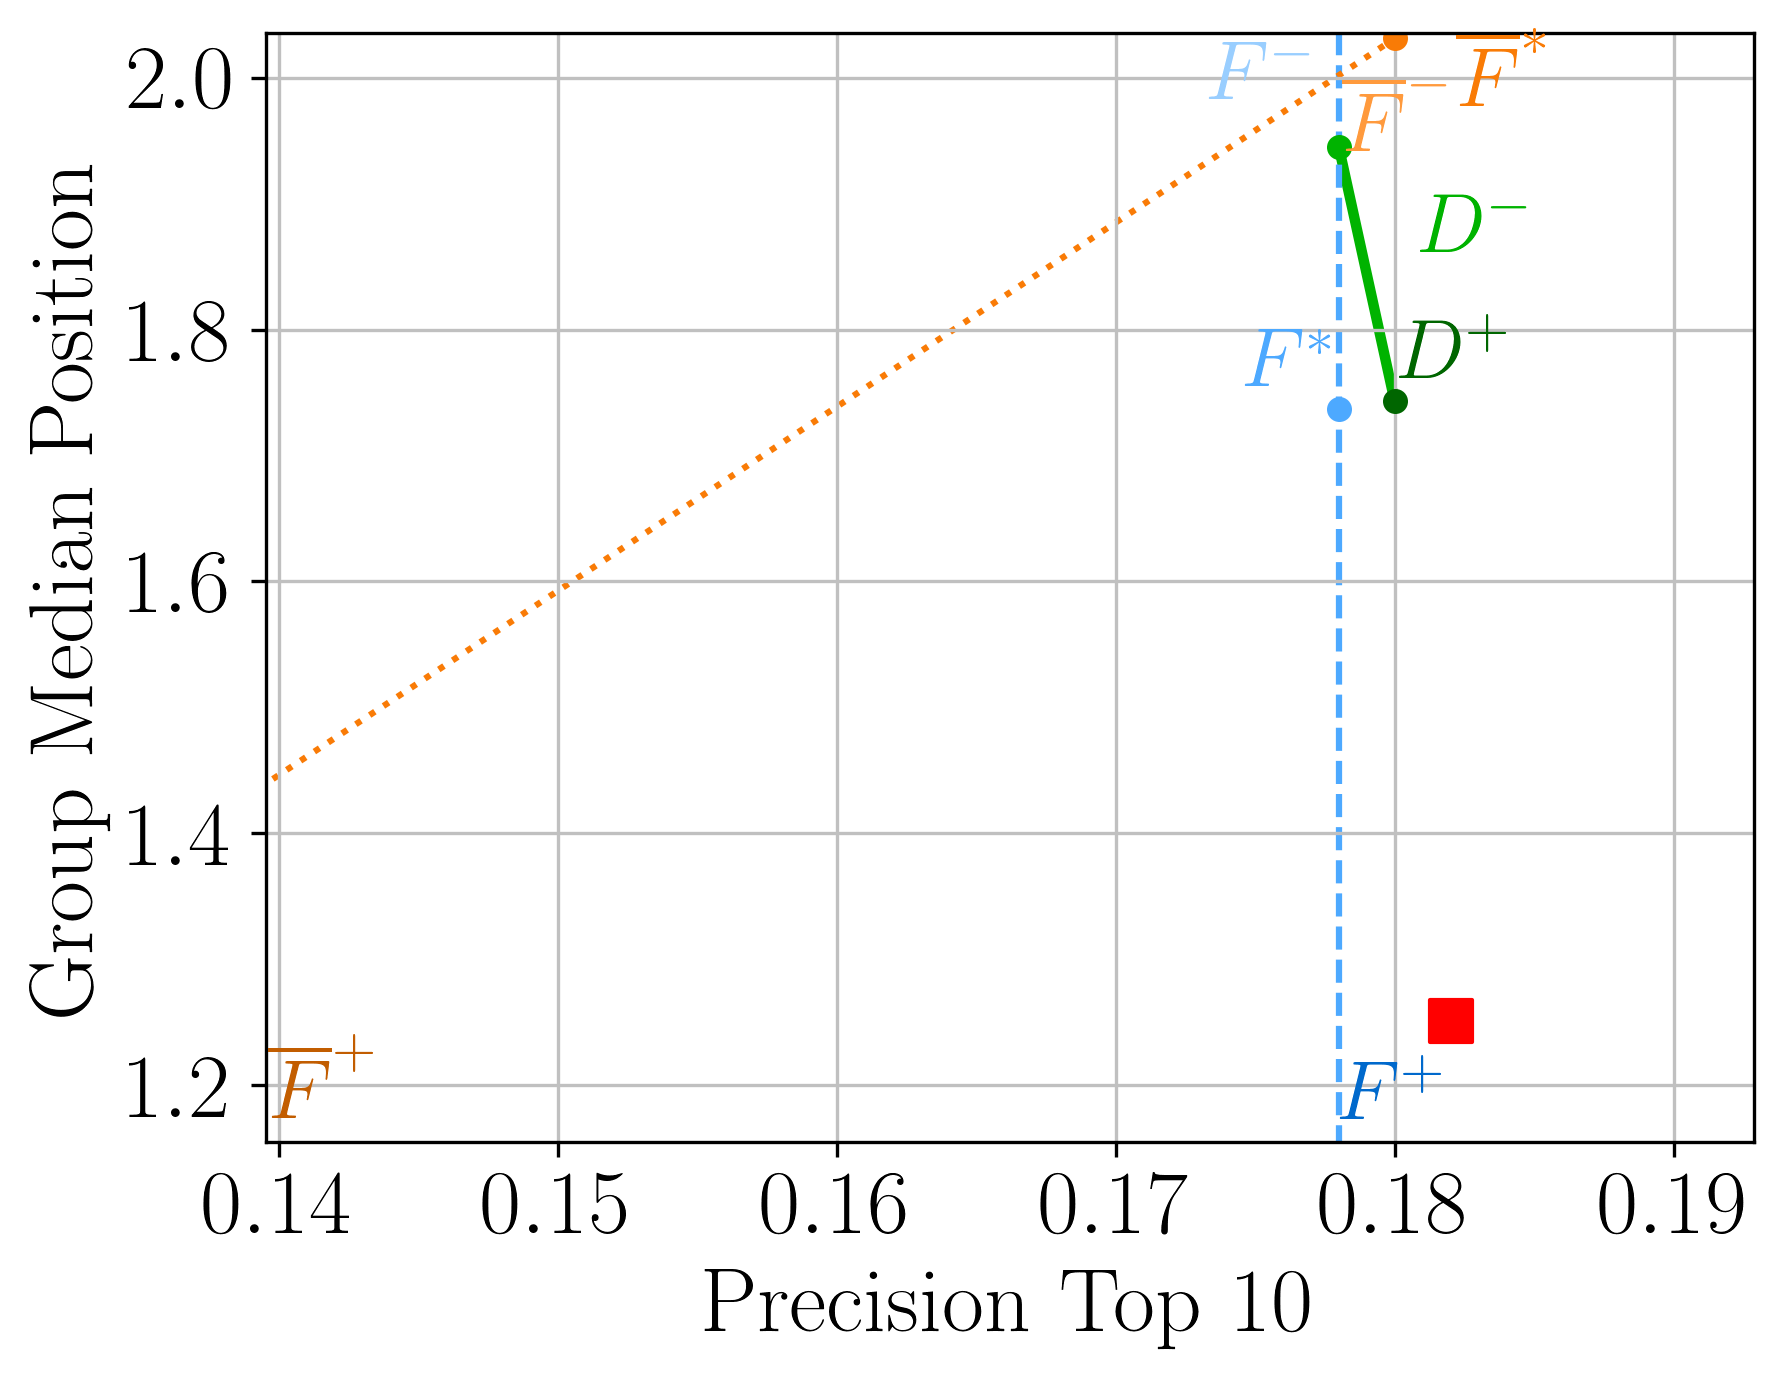 Group Median Position
2.0
1.8
1.6
1.4
1.2
F⁻
F̅*
F̅⁻
D⁻
F*
D⁺
F̅⁺
F⁺
0.14 0.15 0.16 0.17 0.18 0.19
Precision Top 10